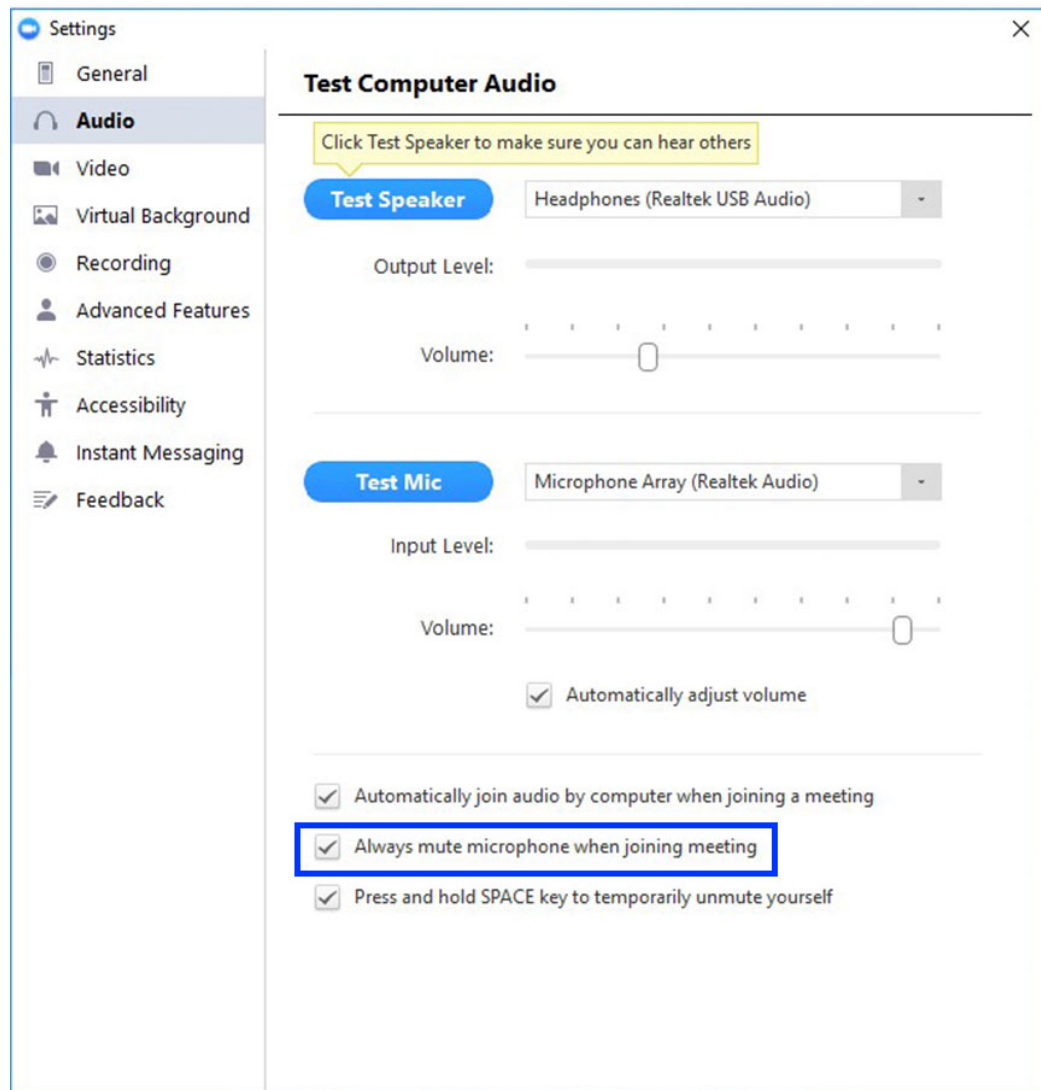 Settings
General
Audio
Video
Virtual Background
Recording
Advanced Features
Statistics
Accessibility
Instant Messaging
Feedback
Test Computer Audio
Click Test Speaker to make sure you can hear others
Test Speaker
Headphones (Realtek USB Audio)
Output Level:
Volume:
Test Mic
Microphone Array (Realtek Audio)
Input Level:
Volume:
Automatically adjust volume
Automatically join audio by computer when joining a meeting
Always mute microphone when joining meeting
Press and hold SPACE key to temporarily unmute yourself